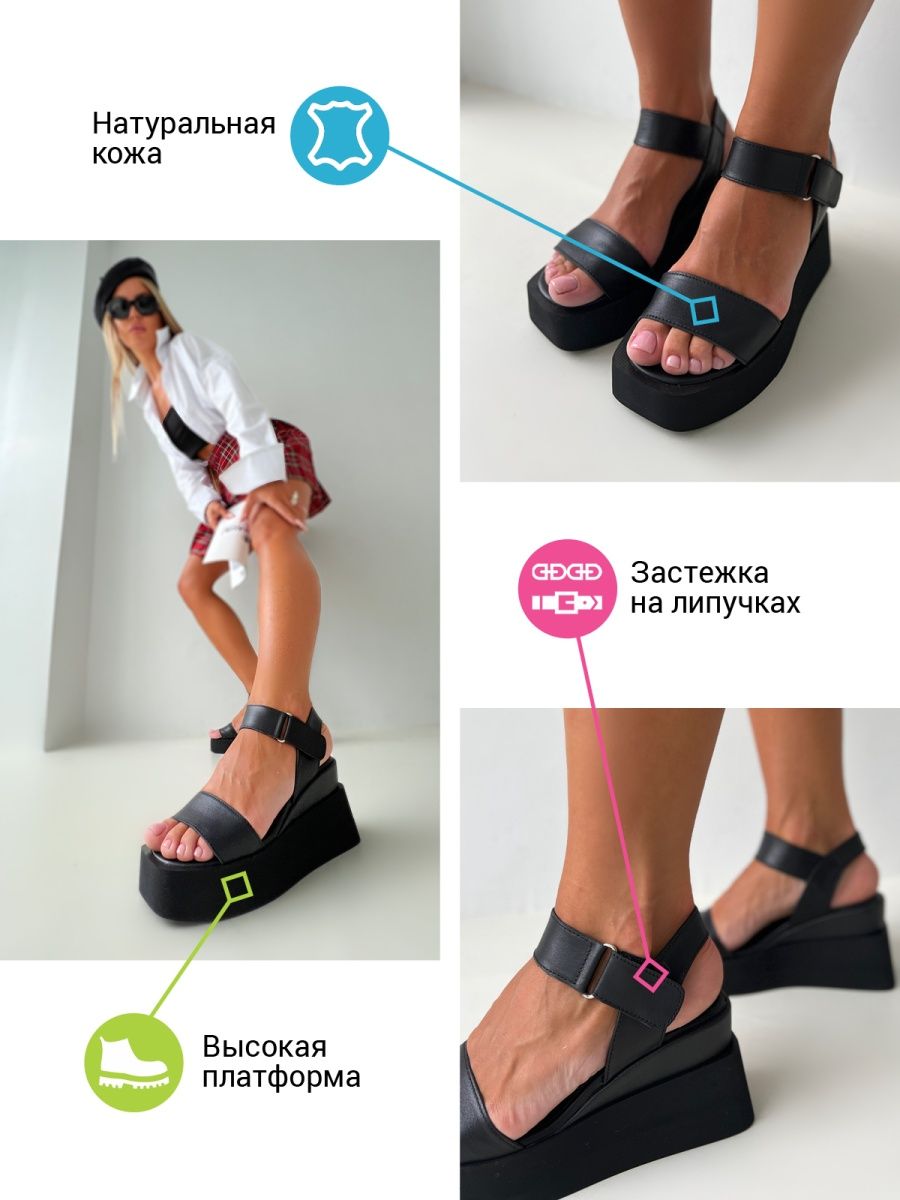 Натуральная
кожа
Застежка
на липучках
Высокая
платформа